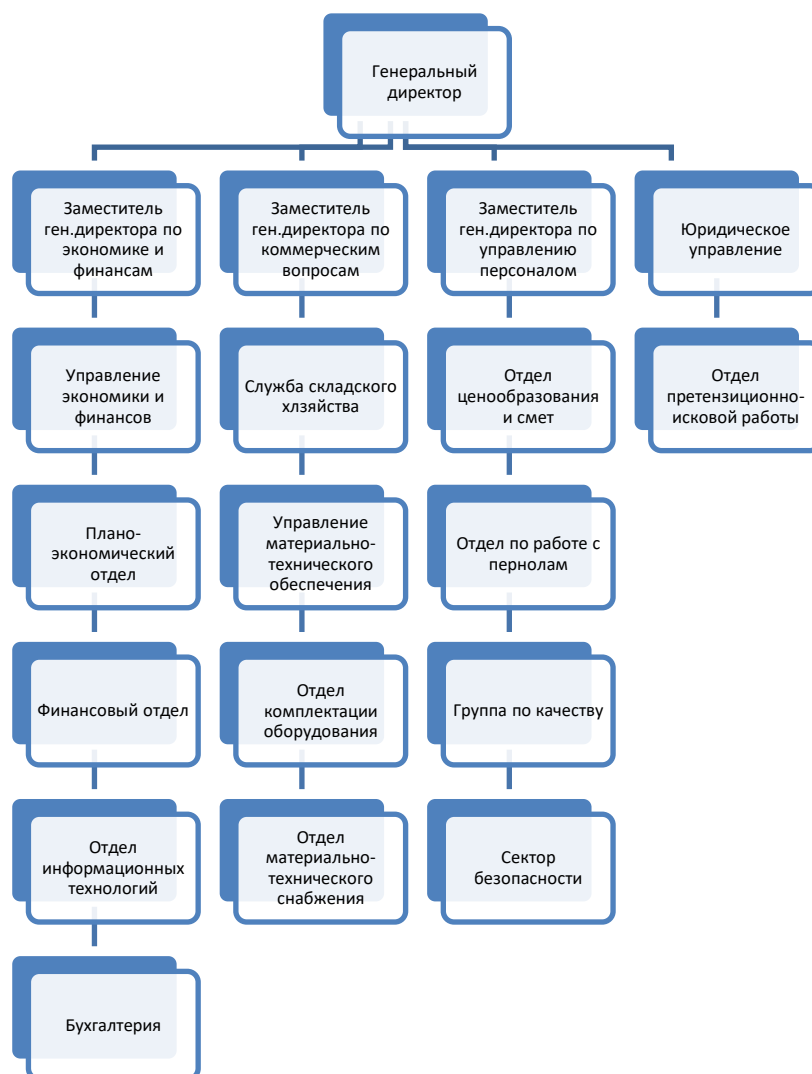 Генеральный
директор
Заместитель
ген.директора по
экономике и
финансам
Заместитель
ген.директора по
коммерческим
вопросам
Заместитель
ген.директора по
управлению
персоналом
Юридическое
управление
Управление
экономики и
финансов
Служба складского
хлзяйства
Отдел
ценообразования
и смет
Отдел
претензиционно-
исковой работы
Плано-
экономический
отдел
Управление
материально-
технического
обеспечения
Отдел по работе с
пернолам
Финансовый отдел
Отдел
комплектации
оборудования
Группа по качеству
Отдел
информационных
технологий
Отдел
материально-
технического
снабжения
Сектор
безопасности
Бухгалтерия